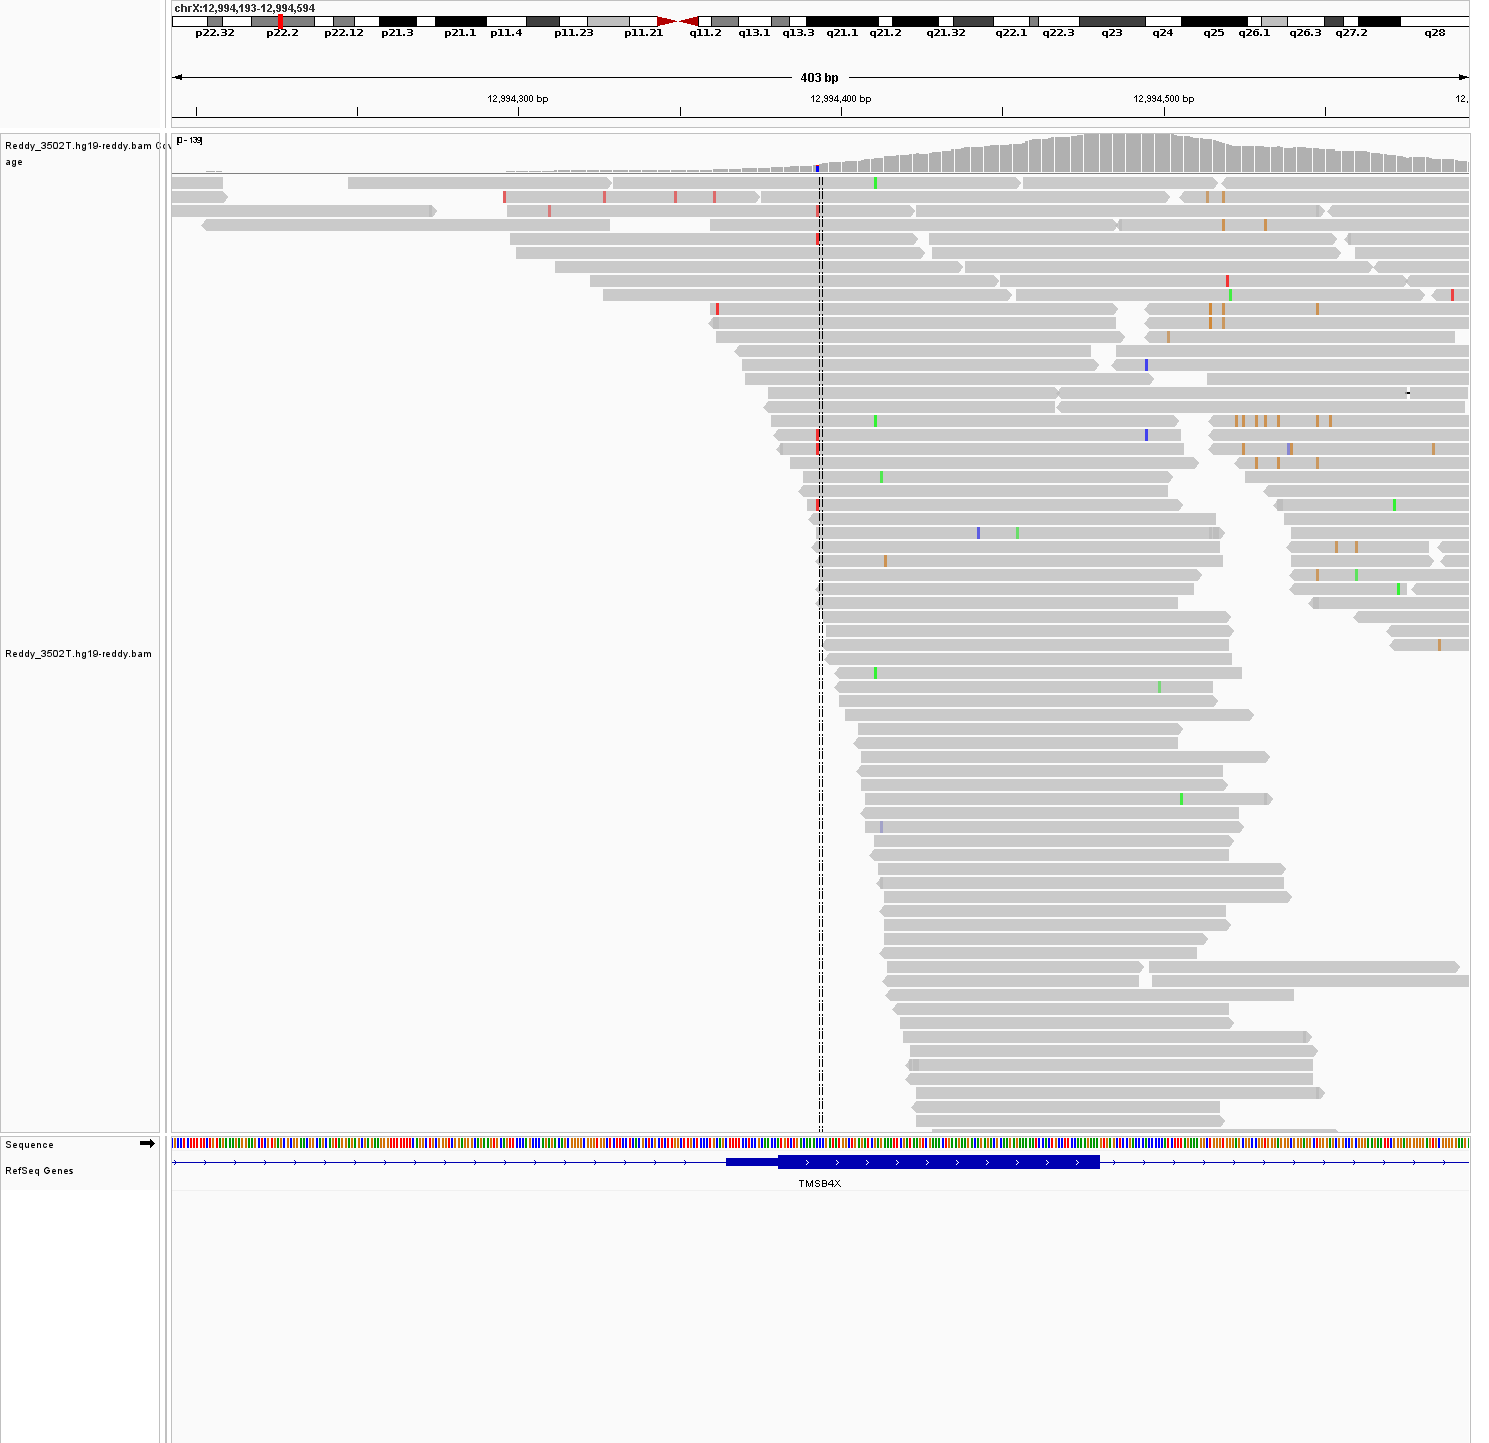 chrX:12,994,193-12,994,594
p22.32 p22.2 p22.12 p21.3 p21.1 p11.4 p11.23 p11.21 q11.2 q13.1 q13.3 q21.1 q21.2 q21.32 q22.1 q22.3 q23 q24 q25 q26.1 q26.3 q27.2 q28
403 bp
12,994,300 bp 12,994,400 bp 12,994,500 bp 12,
Reddy_3502T.hg19-reddy.bam Cov
age
[0 - 139]
Reddy_3502T.hg19-reddy.bam
Sequence
RefSeq Genes
TMSB4X